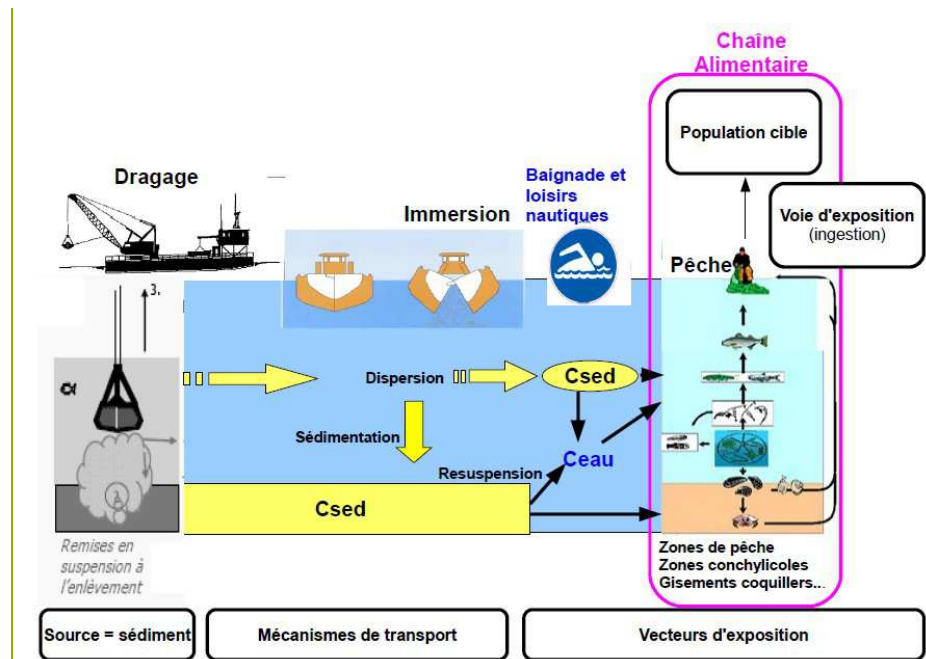 Chaîne
Alimentaire
Population cible
Dragage
Baignade et
loisirs
nautiques
Immersion
Voie d'exposition
(ingestion)
Pêche
3.
Dispersion
Csed
Sédimentation
Ceau
Resuspension
Csed
Remises en
suspension à
l'enlèvement
Zones de pêche
Zones conchylicoles
Gisements coquillers...
Source = sédiment
Mécanismes de transport
Vecteurs d'exposition